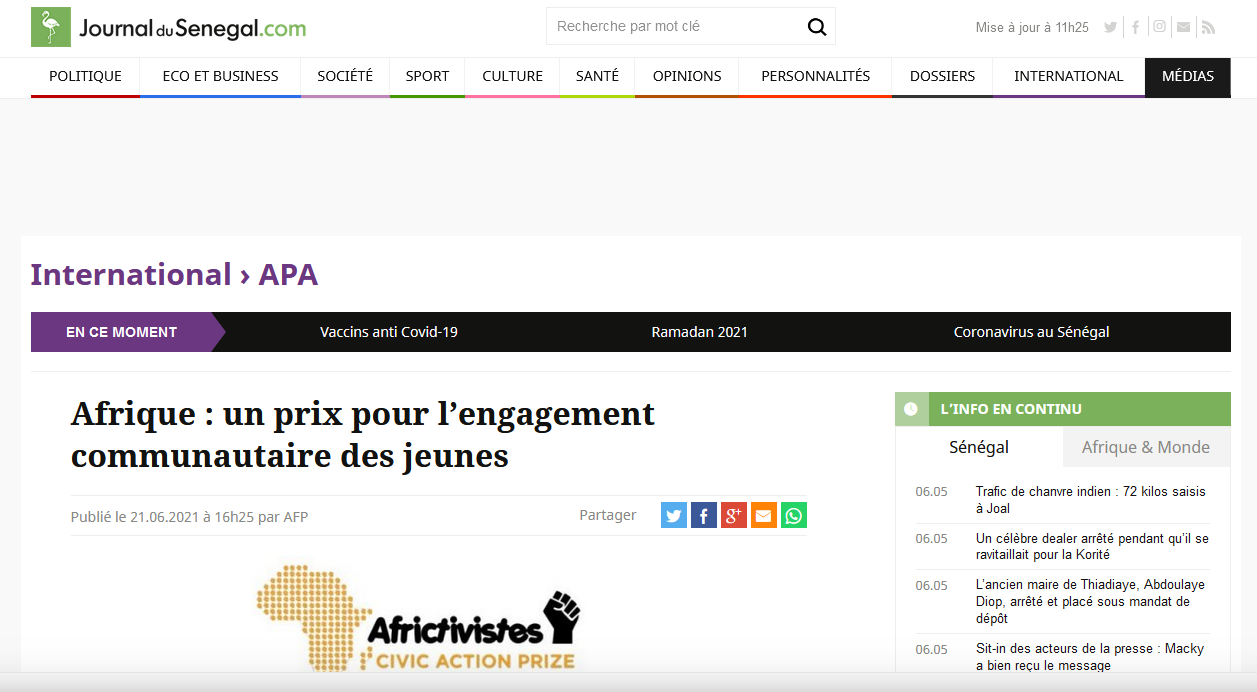 JournalduSenegal.com
Recherche par mot clé
Mise à jour à 11h25
POLITIQUE
ECO ET BUSINESS
SOCIÉTÉ
SPORT
CULTURE
SANTÉ
OPINIONS
PERSONNALITÉS
DOSSIERS
INTERNATIONAL
MÉDIAS
International › APA
EN CE MOMENT
Vaccins anti Covid-19
Ramadan 2021
Coronavirus au Sénégal
Afrique : un prix pour l’engagement
communautaire des jeunes
Publié le 21.06.2021 à 16h25 par AFP
Partager
Africtivistes
CIVIC ACTION PRIZE
L’INFO EN CONTINU
Sénégal
Afrique & Monde
06.05
Trafic de chanvre indien : 72 kilos saisis
à Joal
06.05
Un célèbre dealer arrêté pendant qu’il se
ravitaillait pour la Korité
06.05
L’ancien maire de Thiadiaye, Abdoulaye
Diop, arrêté et placé sous mandat de
dépôt
06.05
Sit-in des acteurs de la presse : Macky
a bien reçu le message